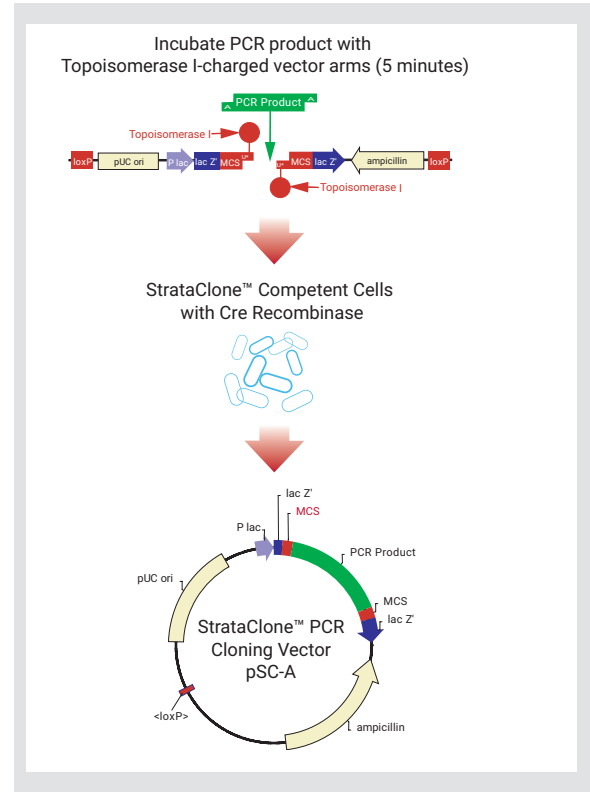 Incubate PCR product with
Topoisomerase I-charged vector arms (5 minutes)
A PCR Product A
Topoisomerase I
loxP pUC ori P lac lac Z' MCS U* U* MCS lac Z' ampicillin loxP
Topoisomerase I
StrataClone™ Competent Cells
with Cre Recombinase
lac Z'
MCS
P lac
PCR Product
pUC ori
MCS
lac Z'
StrataClone™ PCR
Cloning Vector
pSC-A
<loxP>
ampicillin